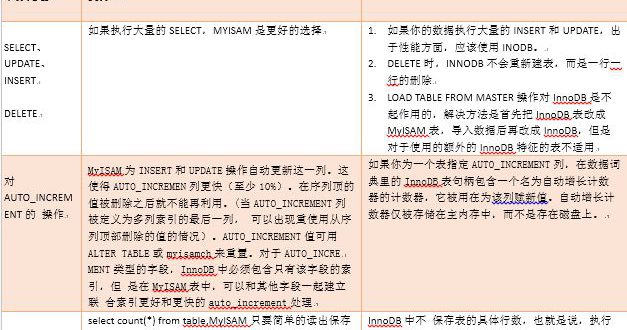 SELECT、
UPDATE、
INSERT、
DELETE、
如果执行大量的 SELECT，MYISAM 是更好的选择
1. 如果你的数据执行大量的 INSERT 和 UPDATE，出
于性能方面，应该使用 INODB。
2. DELETE 时，INNODB 不会重新建表，而是一行一
行的删除
3. LOAD TABLE FROM MASTER 操作对 InnoDB 是不
起作用的，解决方法是首先把 InnoDB 表改成
MyISAM 表，导入数据后再改成 InnoDB，但是
对于使用的额外的 InnoDB 特征的表不适用
对
AUTO_INCREM
ENT 的 操作
MyISAM 为 INSERT 和 UPDATE 操作自动更新这一列。这
使得 AUTO_INCREMEN 列更快（至少 10%）。在序列顶的
值被删除之后就不能再利用。（当 AUTO_INCREMENT 列
被定义为多列索引的最后一列， 可以出现重使用从序
列顶部删除的值的情况）。AUTO_INCREMENT 值可用
ALTER TABLE 或 myisamch 来重置。对于 AUTO_INCRE
MENT 类型的字段，InnoDB 中必须包含只有该字段的索
引，但 是在 MyISAM 表中，可以和其他字段一起建立
联 合索引更好和更快的 auto_increment 处理
如果你为一个表指定 AUTO_INCREMENT 列，在数据词
典里的 InnoDB 表句柄包含一个名为自动增长计数
器的计数器，它被用在为该列赋新值。自动增长计数
器仅被存储在主内存中，而不是存在磁盘上。
select count(*) from table,MyISAM 只要简单的读出保存
InnoDB 中不 保存表的具体行数，也就是说，执行